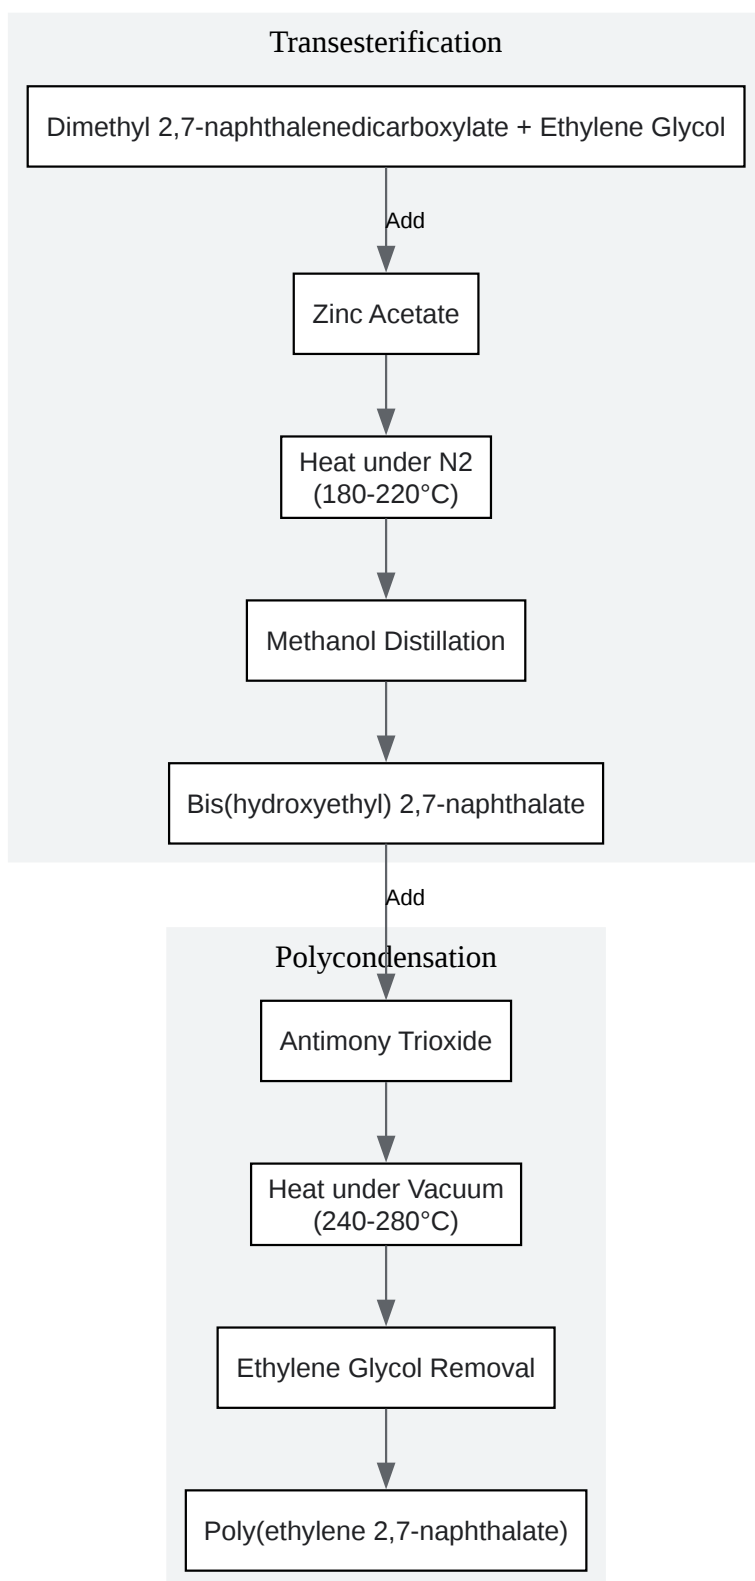 Transesterification
Dimethyl 2,7-naphthalenedicarboxylate + Ethylene Glycol
Add
Zinc Acetate
Heat under N2
(180-220°C)
Methanol Distillation
Bis(hydroxyethyl) 2,7-naphthalate
Add
Polycondensation
Antimony Trioxide
Heat under Vacuum
(240-280°C)
Ethylene Glycol Removal
Poly(ethylene 2,7-naphthalate)